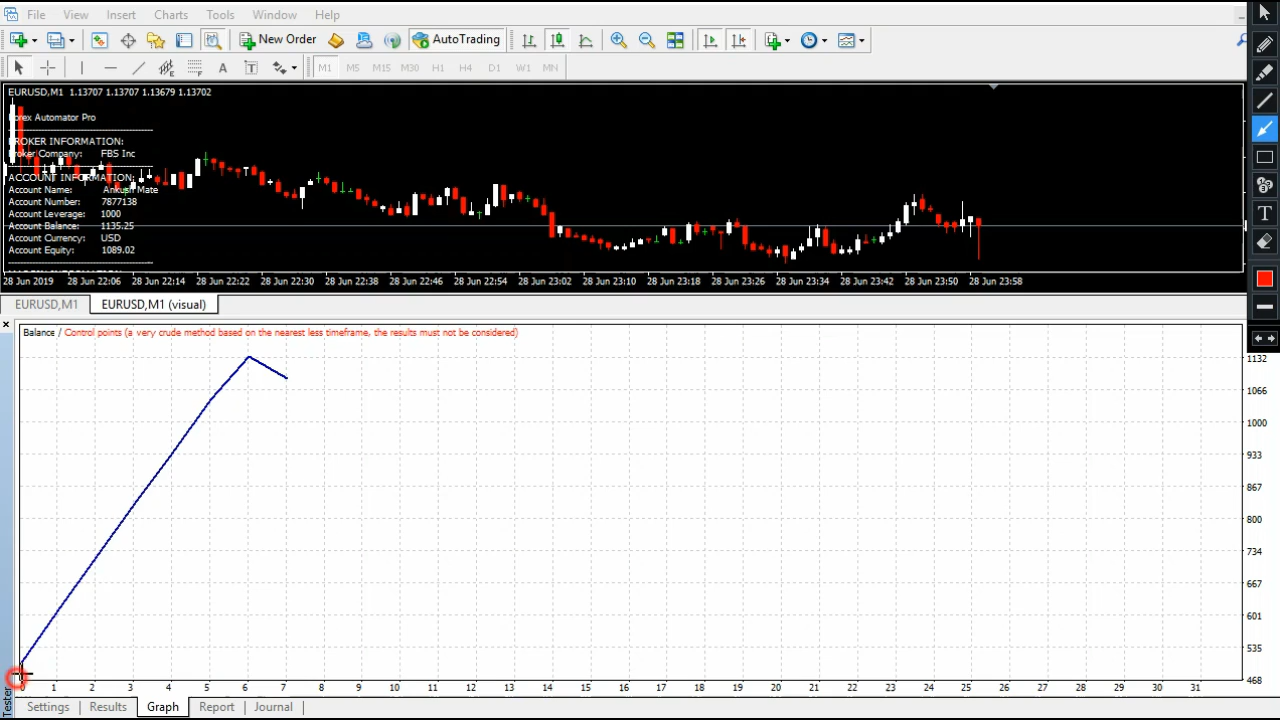 File View Insert Charts Tools Window Help
New Order AutoTrading
A T M1 M5 M15 M30 H1 H4 D1 W1 MN
EURUSD,M1 1.13707 1.13707 1.13679 1.13702
Forex Automator Pro
BROKER INFORMATION:
Broker Company: FBS Inc
ACCOUNT INFORMATION:
Account Name: Ankush Mate
Account Number: 7877138
Account Leverage: 1000
Account Balance: 1135.25
Account Currency: USD
Account Equity: 1089.02
28 Jun 2019 28 Jun 22:06 28 Jun 22:14 28 Jun 22:22 28 Jun 22:30 28 Jun 22:38 28 Jun 22:46 28 Jun 22:54 28 Jun 23:02 28 Jun 23:10 28 Jun 23:18 28 Jun 23:26 28 Jun 23:34 28 Jun 23:42 28 Jun 23:50 28 Jun 23:58
EURUSD,M1 EURUSD,M1 (visual)
Balance / Control points (a very crude method based on the nearest less timeframe, the results must not be considered)
1132
1066
1000
933
867
800
734
667
601
535
468
0 1 2 3 4 5 6 7 8 9 10 11 12 13 14 15 16 17 18 19 20 21 22 23 24 25 26 27 28 29 30 31
Tester
Settings Results Graph Report Journal